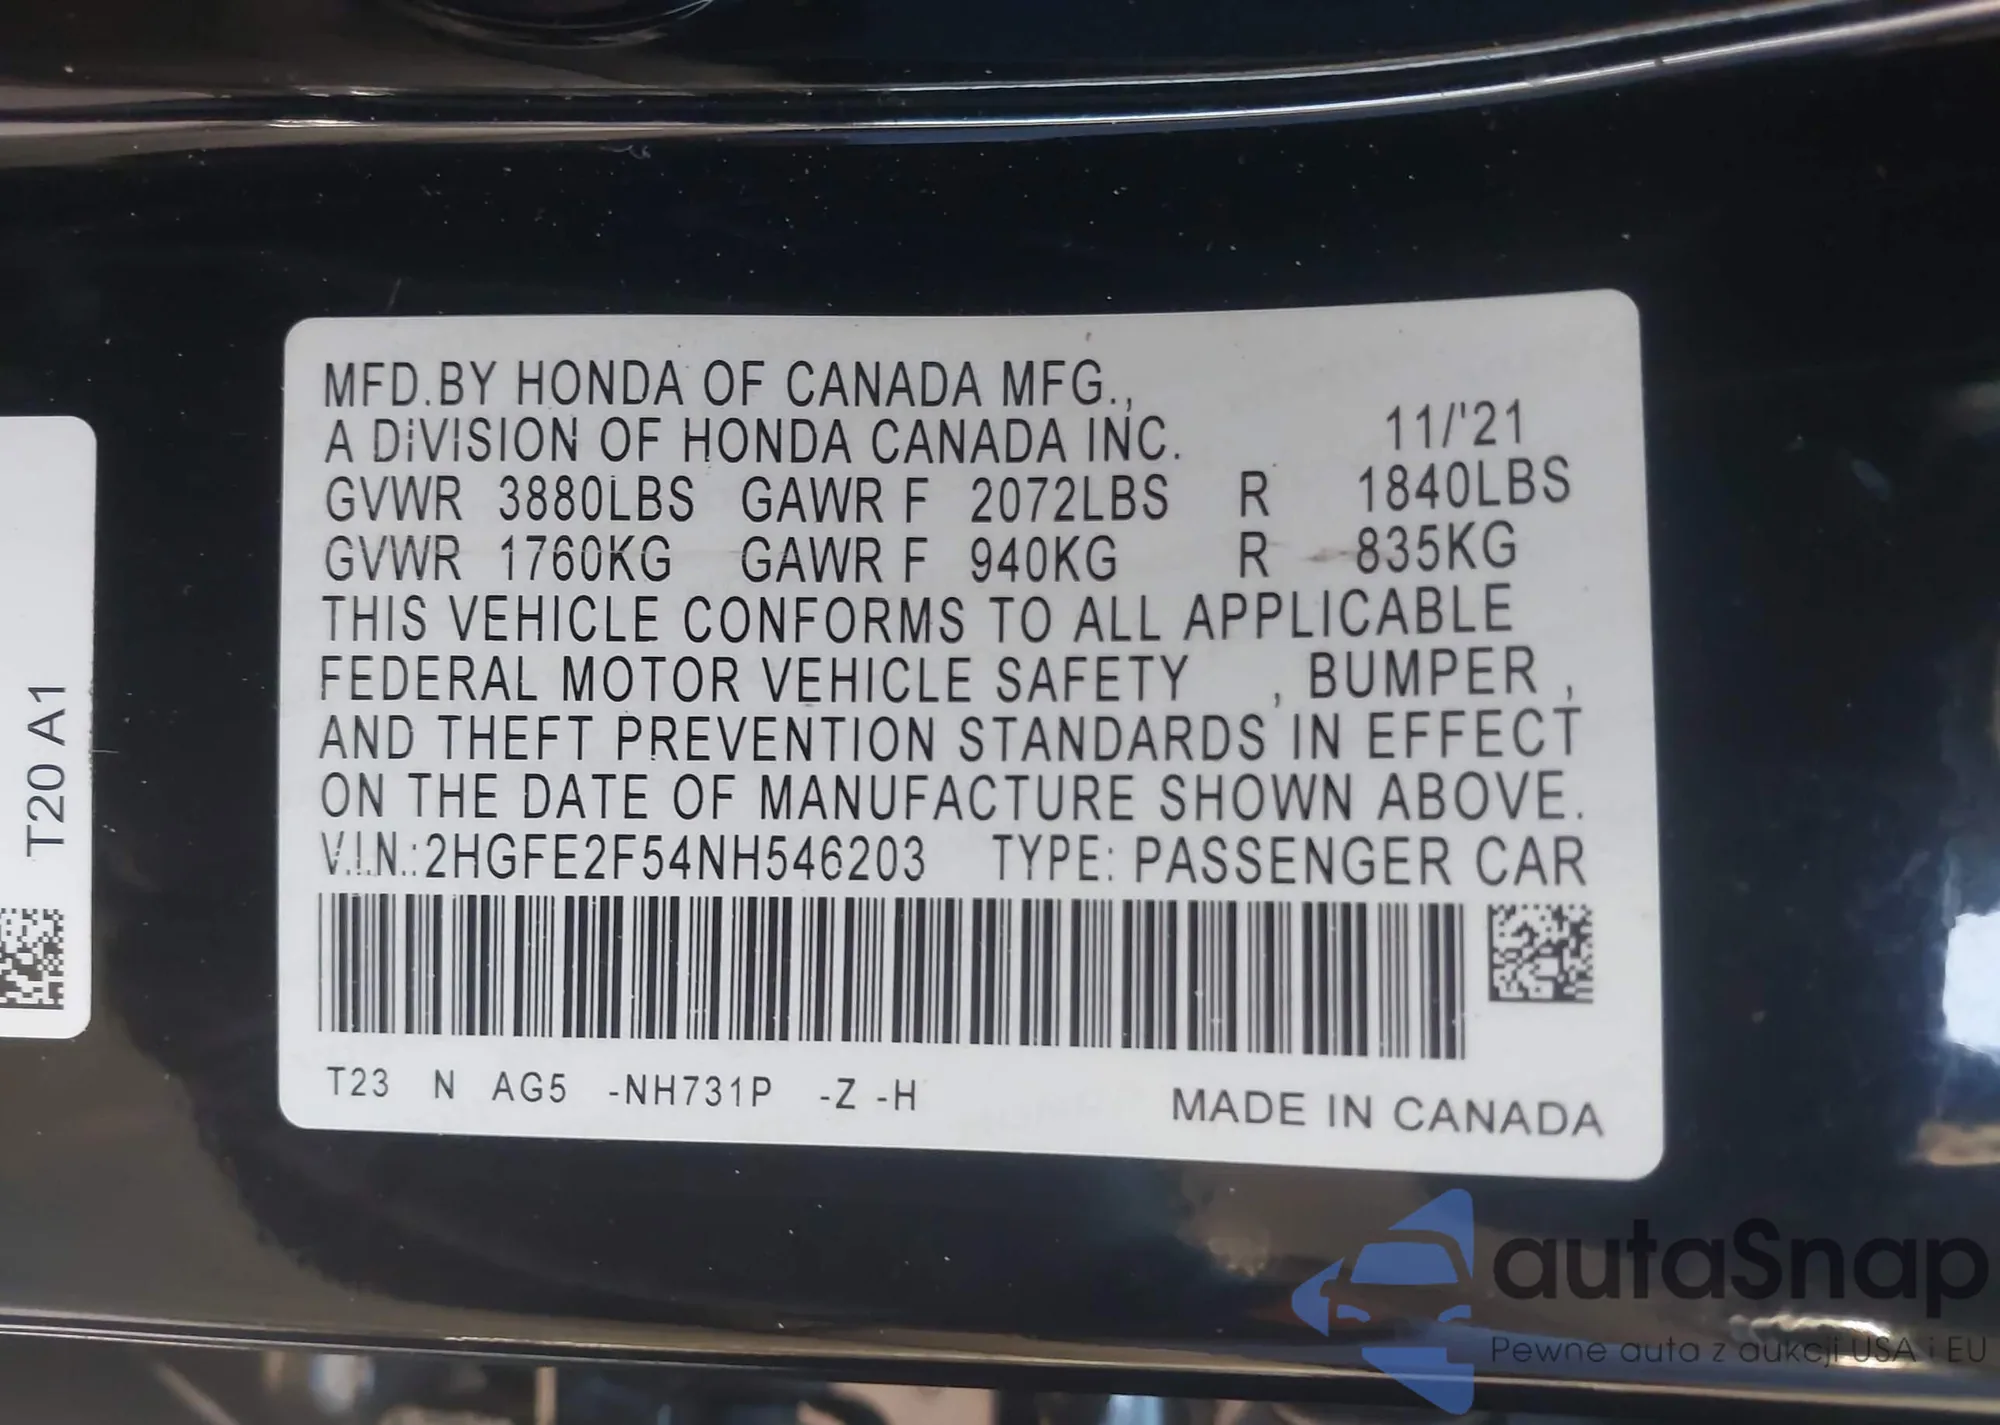 MFD.BY HONDA OF CANADA MFG.,
A DIVISION OF HONDA CANADA INC. 11/'21
GVWR 3880LBS GAWR F 2072LBS R 1840LBS
GVWR 1760KG GAWR F 940KG R 835KG
THIS VEHICLE CONFORMS TO ALL APPLICABLE
FEDERAL MOTOR VEHICLE SAFETY , BUMPER ,
AND THEFT PREVENTION STANDARDS IN EFFECT
ON THE DATE OF MANUFACTURE SHOWN ABOVE.
V.I.N.:2HGFE2F54NH546203 TYPE: PASSENGER CAR
T23 N AG5 -NH731P -Z -H
MADE IN CANADA
T20 A1
autaSnap
Pewne auta z aukcji USA i EU